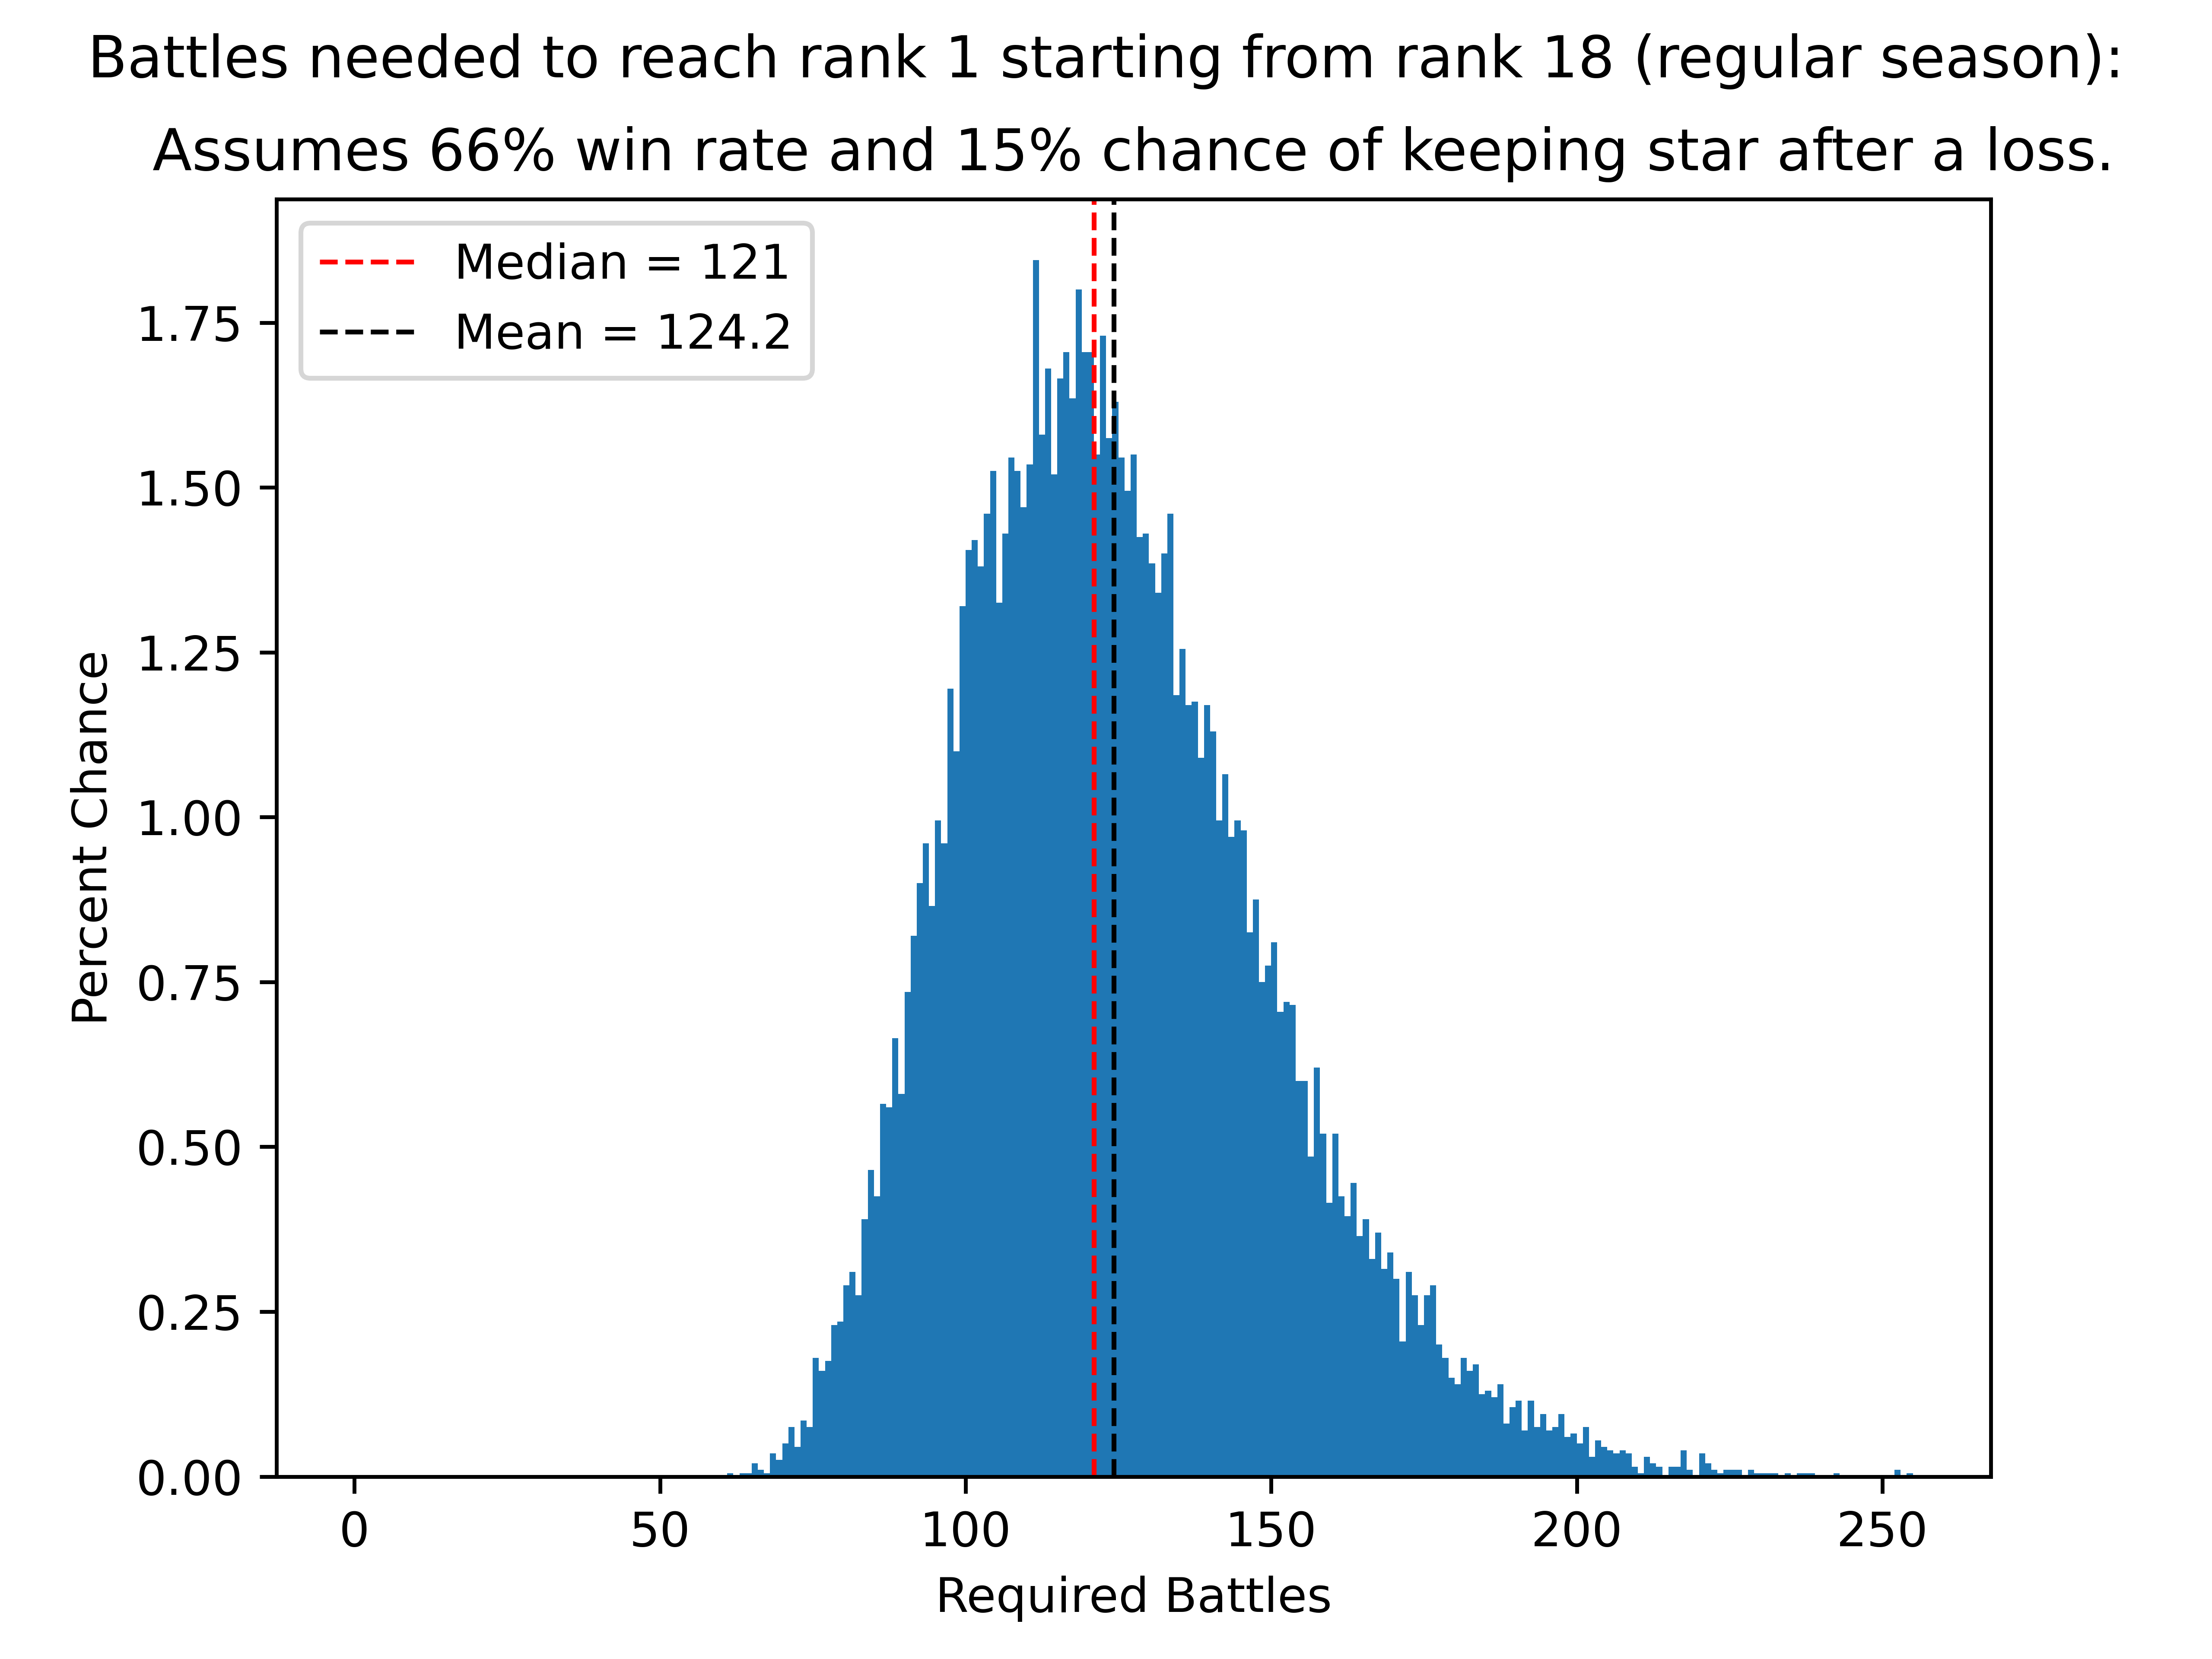 Battles needed to reach rank 1 starting from rank 18 (regular season):
Assumes 66% win rate and 15% chance of keeping star after a loss.
Median = 121
Mean = 124.2
1.75
1.50
1.25
1.00
0.75
0.50
0.25
0.00
Percent Chance
0 50 100 150 200 250
Required Battles